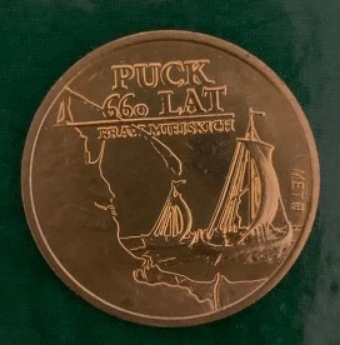 PUCK
660 LAT
PRAW MIEJSKICH